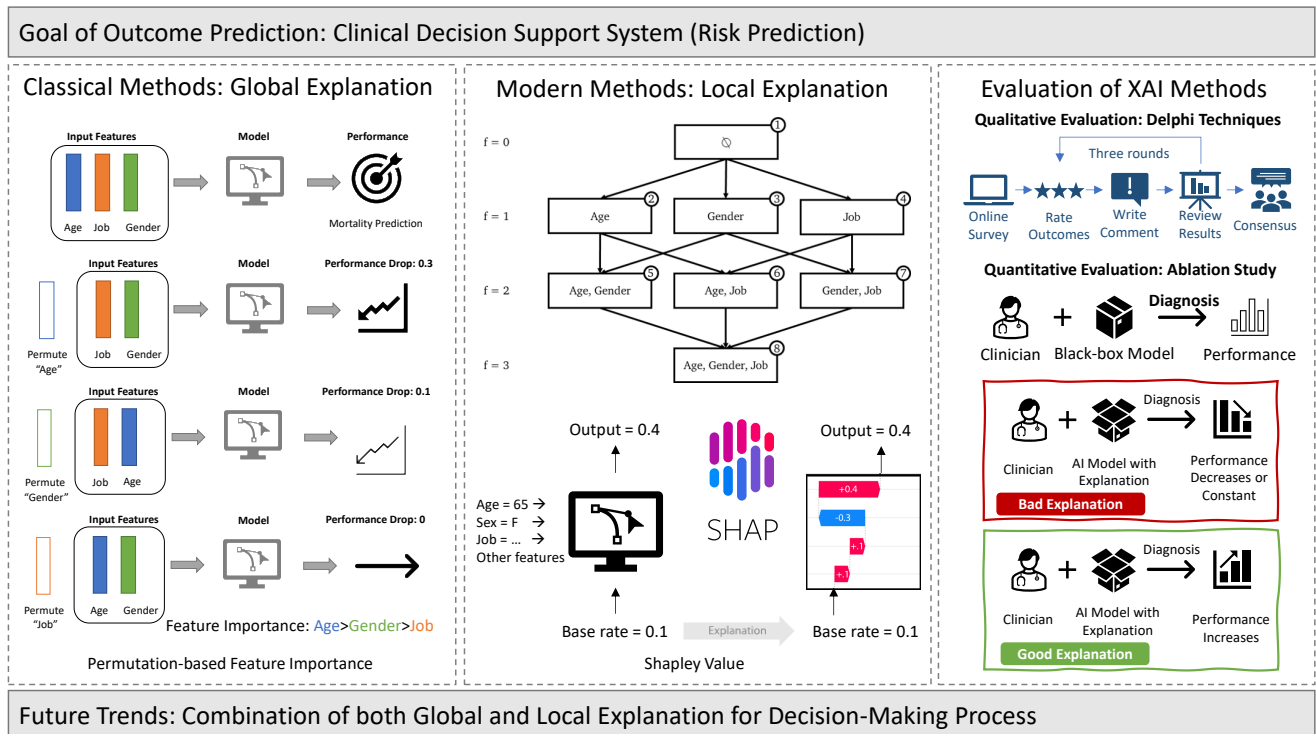 Goal of Outcome Prediction: Clinical Decision Support System (Risk Prediction)
Classical Methods: Global Explanation
Input Features
Model
Performance
Age
Job
Gender
Mortality Prediction
Input Features
Model
Performance Drop: 0.3
Permute
"Age"
Job
Gender
Input Features
Model
Performance Drop: 0.1
Permute
"Gender"
Job
Age
Input Features
Model
Performance Drop: 0
Permute
"Job"
Age
Gender
Feature Importance: Age>Gender>Job
Permutation-based Feature Importance
Modern Methods: Local Explanation
f = 0
∅
1
f = 1
Age
2
Gender
3
Job
4
f = 2
Age, Gender
5
Age, Job
6
Gender, Job
7
f = 3
Age, Gender, Job
8
Output = 0.4
Age = 65 →
Sex = F →
Job = ... →
Other features
Base rate = 0.1
SHAP
Explanation
Output = 0.4
+0.4
-0.3
+.1
+.1
Base rate = 0.1
Shapley Value
Evaluation of XAI Methods
Qualitative Evaluation: Delphi Techniques
Three rounds
Online
Survey
Rate
Outcomes
Write
Comment
Review
Results
Consensus
Quantitative Evaluation: Ablation Study
Diagnosis
Clinician
Black-box Model
Performance
Diagnosis
Clinician
AI Model with
Explanation
Performance
Decreases or
Constant
Bad Explanation
Diagnosis
Clinician
AI Model with
Explanation
Performance
Increases
Good Explanation
Future Trends: Combination of both Global and Local Explanation for Decision-Making Process